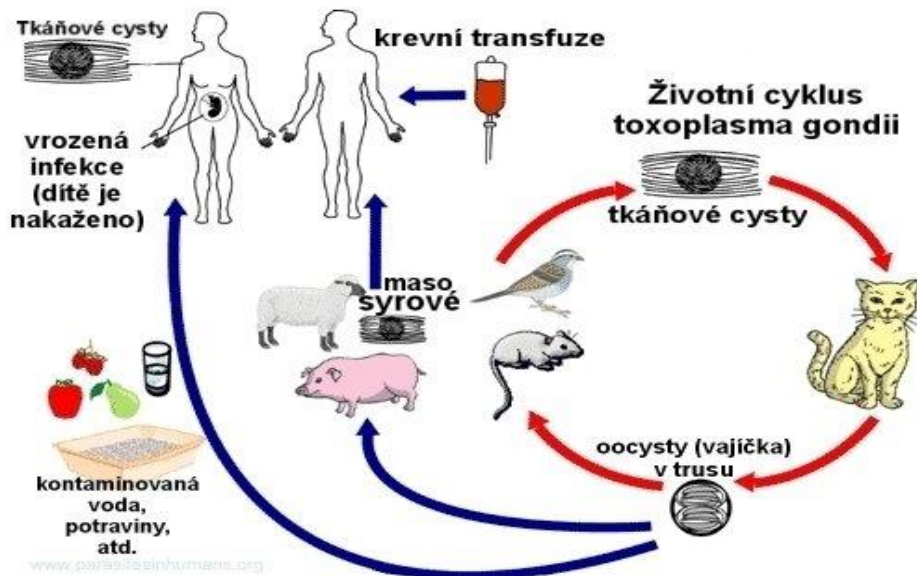 Tkáňové cysty
krevní transfuze
Životní cyklus
toxoplasma gondii
vrozená
infekce
(dítě je
nakaženo)
tkáňové cysty
maso
syrové
oocysty (vajíčka)
v trusu
kontaminovaná
voda,
potraviny,
atd.
www.parasitesinhumans.org